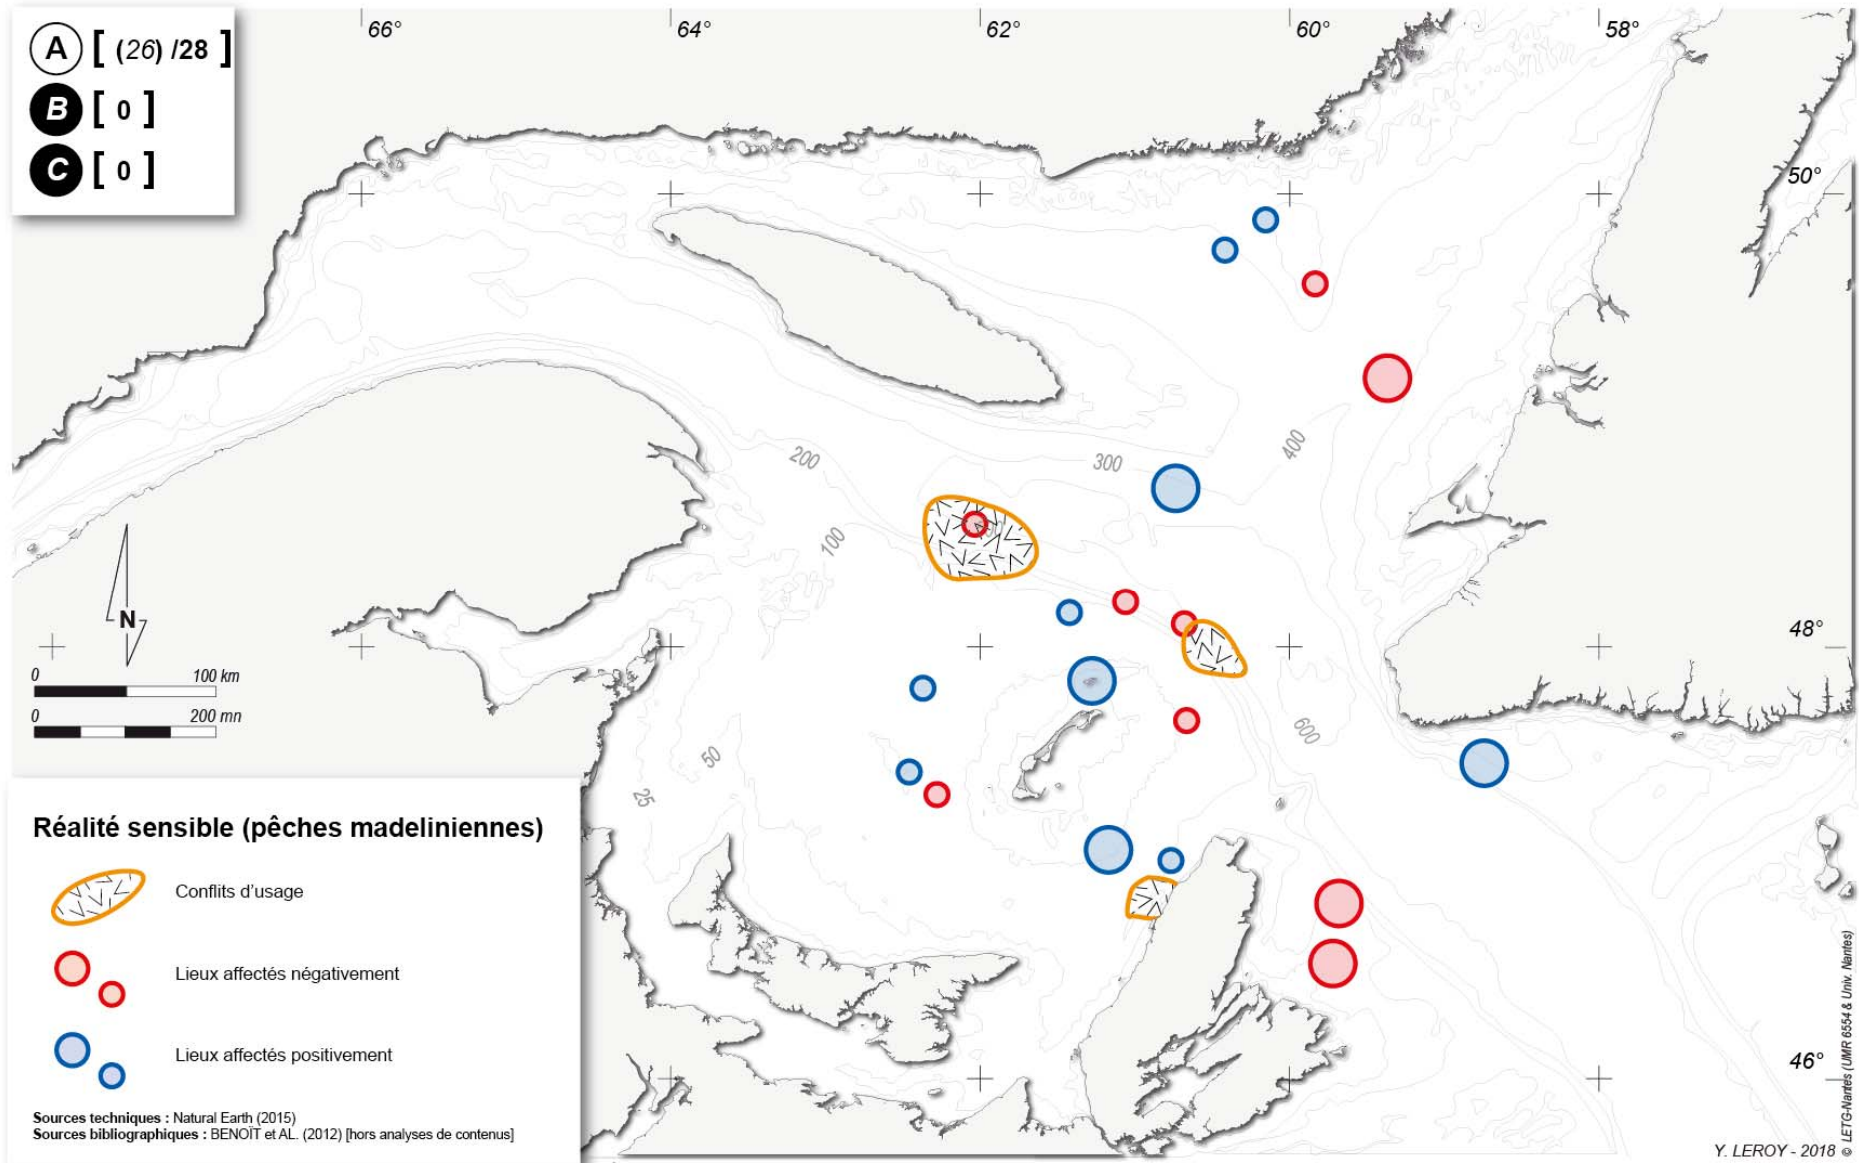 A [ (26) /28 ]
B [ 0 ]
C [ 0 ]
66° 64° 62° 60° 58°
50°
400
200 300
100
48°
N
0 100 km
0 200 mn
600
50
25
Réalité sensible (pêches madeliniennes)
Conflits d'usage
Lieux affectés négativement
Lieux affectés positivement
46°
Sources techniques : Natural Earth (2015)
Sources bibliographiques : BENOÎT et AL. (2012) [hors analyses de contenus]
Y. LEROY - 2018
© LETG-Nantes (UMR 6554 & Univ. Nantes)